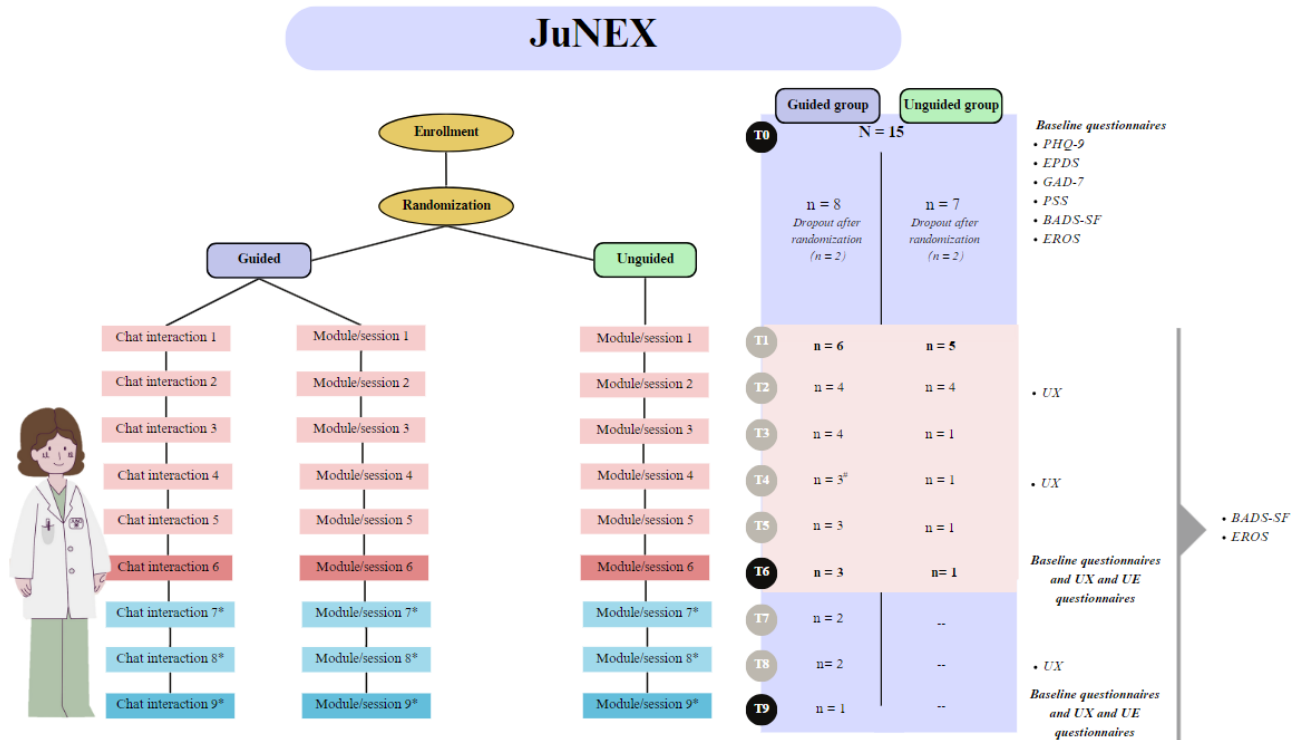 JuNEX
Enrollment
Randomization
Guided
Unguided
Chat interaction 1
Module/session 1
Module/session 1
Chat interaction 2
Module/session 2
Module/session 2
Chat interaction 3
Module/session 3
Module/session 3
Chat interaction 4
Module/session 4
Module/session 4
Chat interaction 5
Module/session 5
Module/session 5
Chat interaction 6
Module/session 6
Module/session 6
Chat interaction 7*
Module/session 7*
Module/session 7*
Chat interaction 8*
Module/session 8*
Module/session 8*
Chat interaction 9*
Module/session 9*
Module/session 9*
Guided group
Unguided group
T0
N = 15
n = 8
Dropout after
randomization
(n = 2)
n = 7
Dropout after
randomization
(n = 2)
T1
n = 6
n = 5
T2
n = 4
n = 4
T3
n = 4
n = 1
T4
n = 3#
n = 1
T5
n = 3
n = 1
T6
n = 3
n= 1
T7
n = 2
--
T8
n= 2
--
T9
n = 1
--
Baseline questionnaires
• PHQ-9
• EPDS
• GAD-7
• PSS
• BADS-SF
• EROS
• UX
• UX
Baseline questionnaires
and UX and UE
questionnaires
• UX
Baseline questionnaires
and UX and UE
questionnaires
• BADS-SF
• EROS